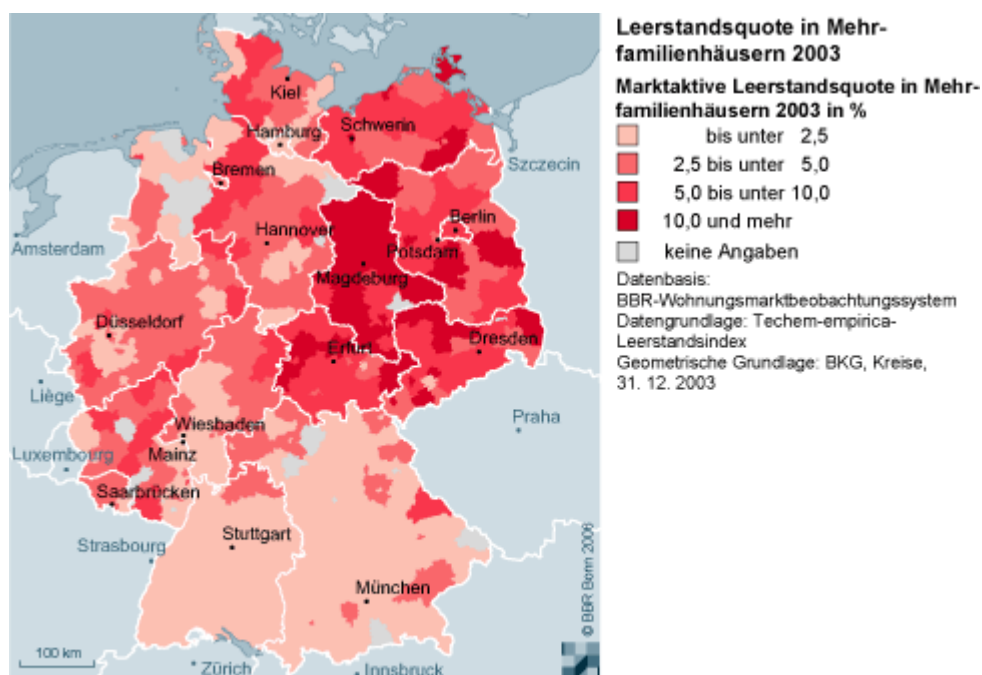 Leerstandsquote in Mehr-
familienhäusern 2003
Marktaktive Leerstandsquote in Mehr-
familienhäusern 2003 in %
bis unter 2,5
2,5 bis unter 5,0
5,0 bis unter 10,0
10,0 und mehr
keine Angaben
Datenbasis:
BBR-Wohnungsmarktbeobachtungssystem
Datengrundlage: Techem-empirica-
Leerstandsindex
Geometrische Grundlage: BKG, Kreise,
31. 12. 2003
Kiel
Hamburg
Schwerin
Szczecin
Bremen
Berlin
Hannover
Amsterdam
Potsdam
Magdeburg
Düsseldorf
Dresden
Erfurt
Liège
Praha
Wiesbaden
Luxembourg
Mainz
Saarbrücken
Stuttgart
Strasbourg
München
© BBR Bonn 2006
100 km
Zürich
Innsbruck